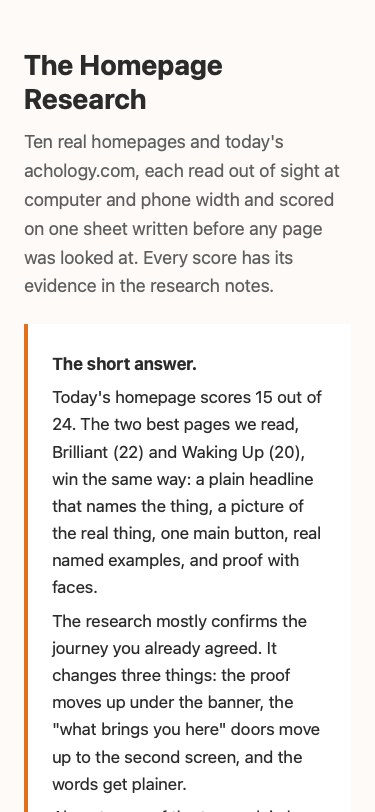 The Homepage
Research
Ten real homepages and today's
achology.com, each read out of sight at
computer and phone width and scored
on one sheet written before any page
was looked at. Every score has its
evidence in the research notes.
The short answer.
Today's homepage scores 15 out of
24. The two best pages we read,
Brilliant (22) and Waking Up (20),
win the same way: a plain headline
that names the thing, a picture of
the real thing, one main button, real
named examples, and proof with
faces.
The research mostly confirms the
journey you already agreed. It
changes three things: the proof
moves up under the banner, the
"what brings you here" doors move
up to the second screen, and the
words get plainer.